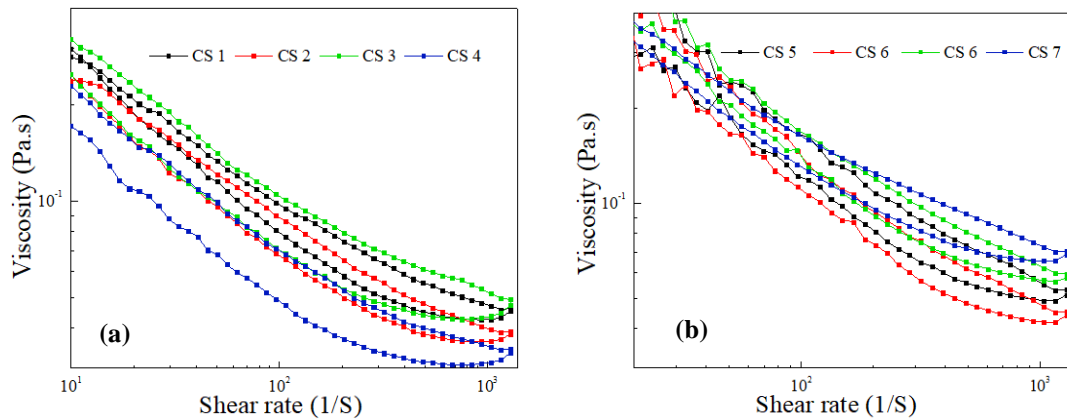 CS 1 CS 2 CS 3 CS 4
Viscosity (Pa.s)
10⁻¹
(a)
10¹ 10² 10³
Shear rate (1/S)
CS 5 CS 6 CS 6 CS 7
Viscosity (Pa.s)
10⁻¹
(b)
10² 10³
Shear rate (1/S)